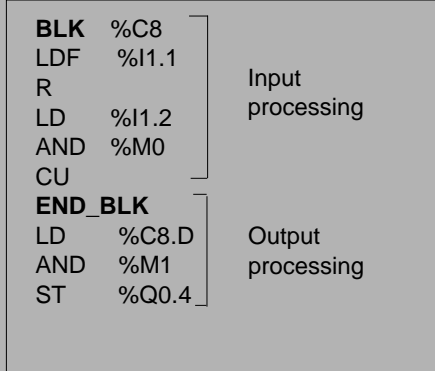 BLK %C8
LDF %I1.1
R
LD %I1.2
AND %M0
CU
END_BLK
LD %C8.D
AND %M1
ST %Q0.4
Input
processing
Output
processing